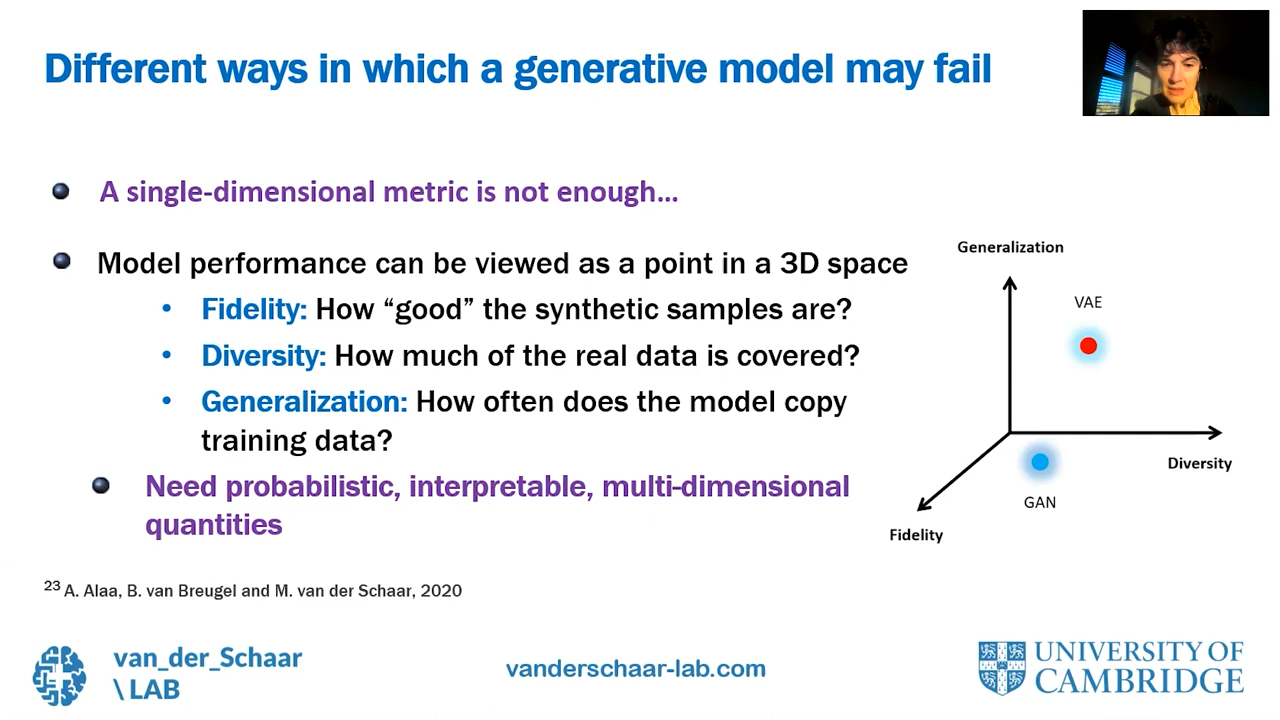 Different ways in which a generative model may fail
A single-dimensional metric is not enough...
Model performance can be viewed as a point in a 3D space
Fidelity: How “good” the synthetic samples are?
Diversity: How much of the real data is covered?
Generalization: How often does the model copy
training data?
Need probabilistic, interpretable, multi-dimensional
quantities
Generalization
VAE
Diversity
GAN
Fidelity
23 A. Alaa, B. van Breugel and M. van der Schaar, 2020
van_der_Schaar
\ LAB
vanderschaar-lab.com
UNIVERSITY OF
CAMBRIDGE